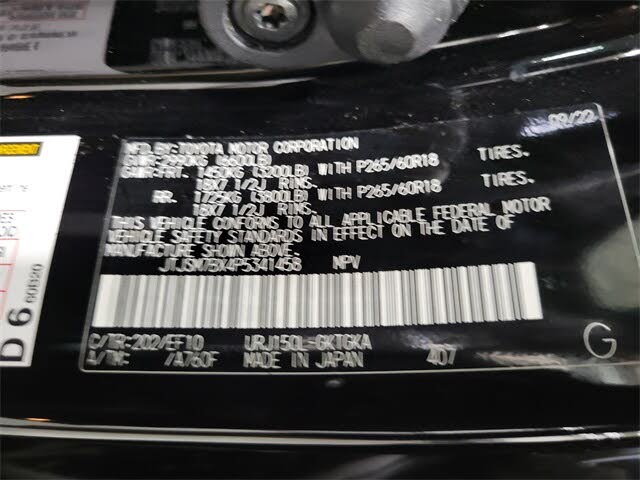 09/22
MFD. BY: TOYOTA MOTOR CORPORATION
GVWR: 2990KG (6600LB)
GAWR: FRT. 1450KG (3200LB) WITH P265/60R18 TIRES.
18X7 1/2J RIMS.
RR. 1725KG (3800LB) WITH P265/60R18 TIRES.
18X7 1/2J RIMS.
THIS VEHICLE CONFORMS TO ALL APPLICABLE FEDERAL MOTOR
VEHICLE SAFETY STANDARDS IN EFFECT ON THE DATE OF
MANUFACTURE SHOWN ABOVE.
JTJSM7BX4P5341458 MPV
C/TR: 202/EF10 URJ150L-GKTGKA
A/TM: /A760F MADE IN JAPAN 407
G
D 6 60B20